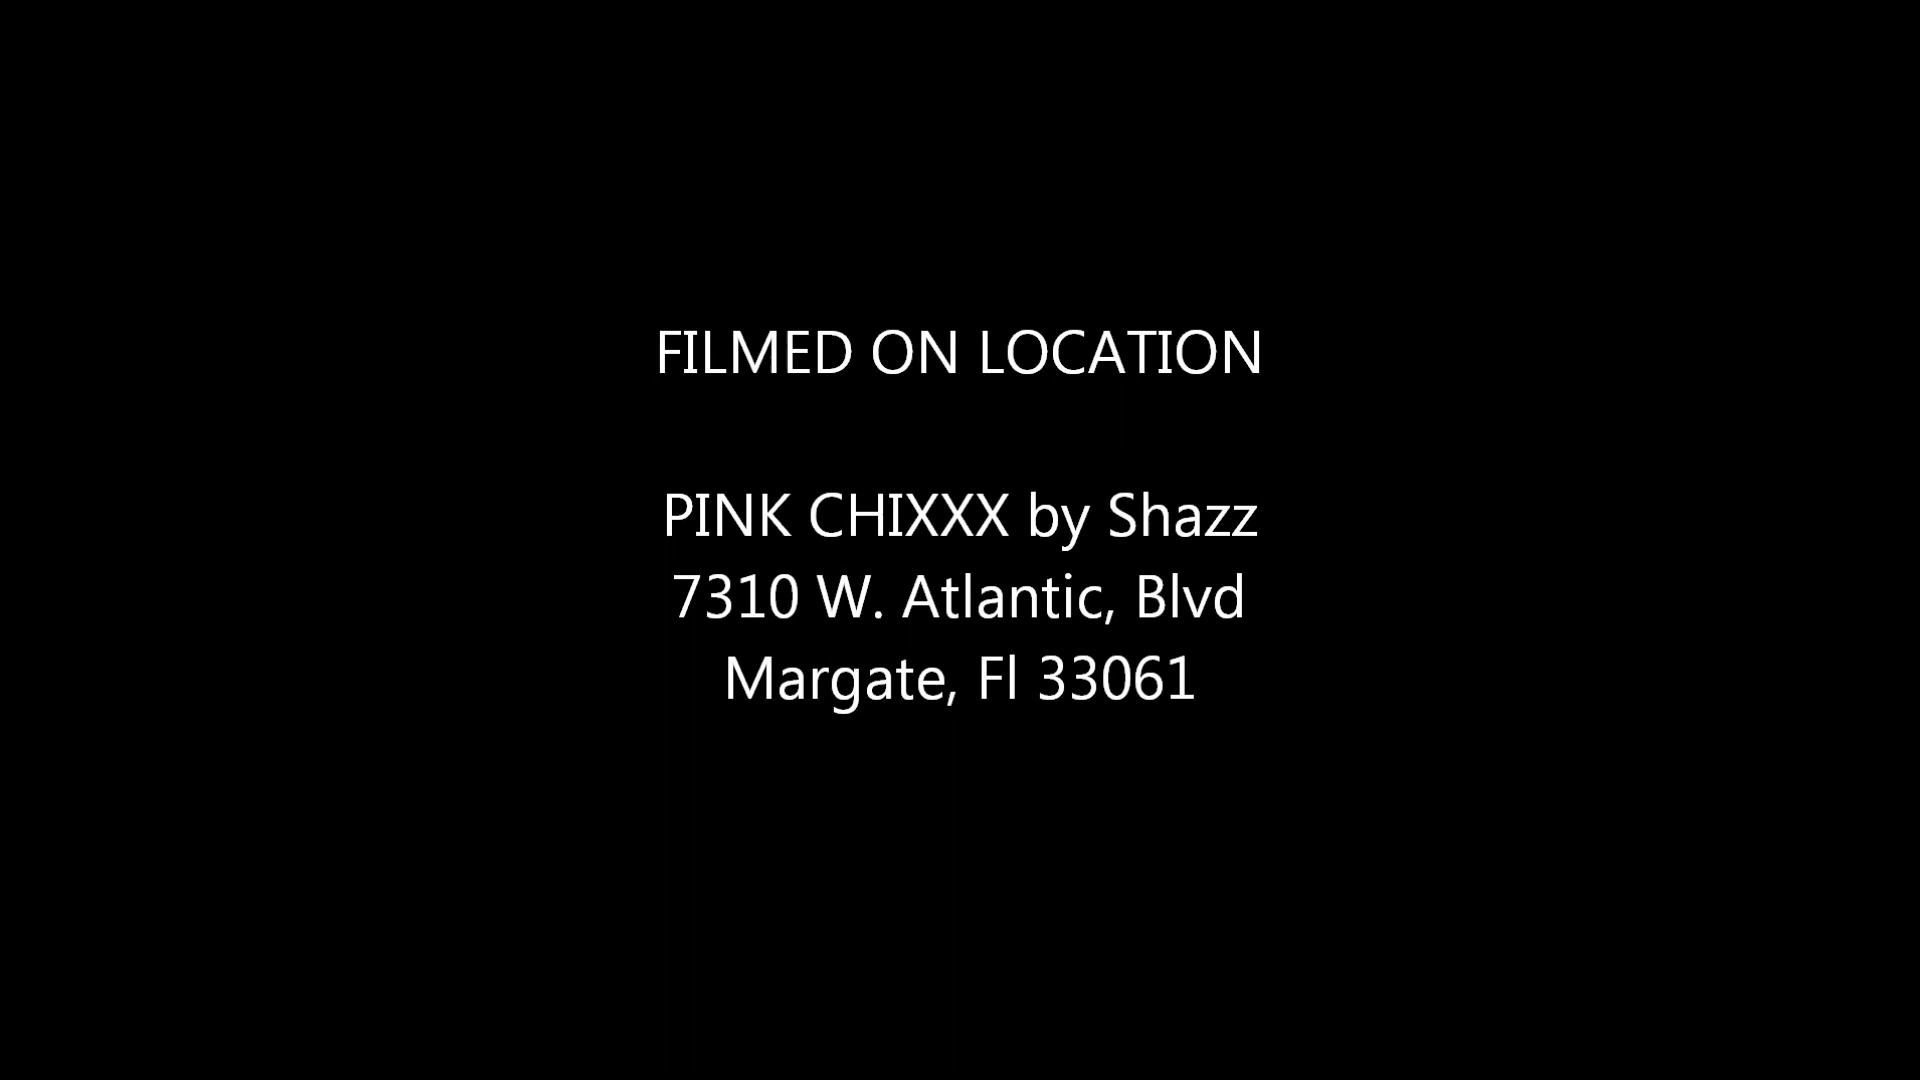 FILMED ON LOCATION
PINK CHIXXX by Shazz
7310 W. Atlantic, Blvd
Margate, Fl 33061